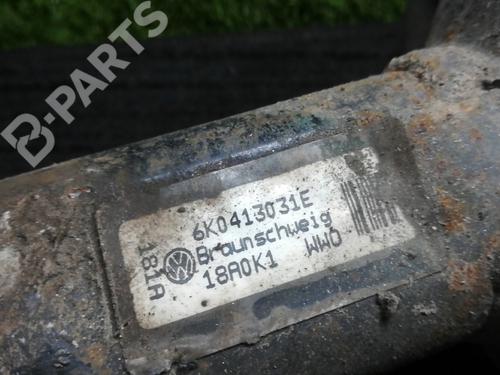 B-PARTS
6K0413031E
Braunschweig
18A0K1 WWO
181A